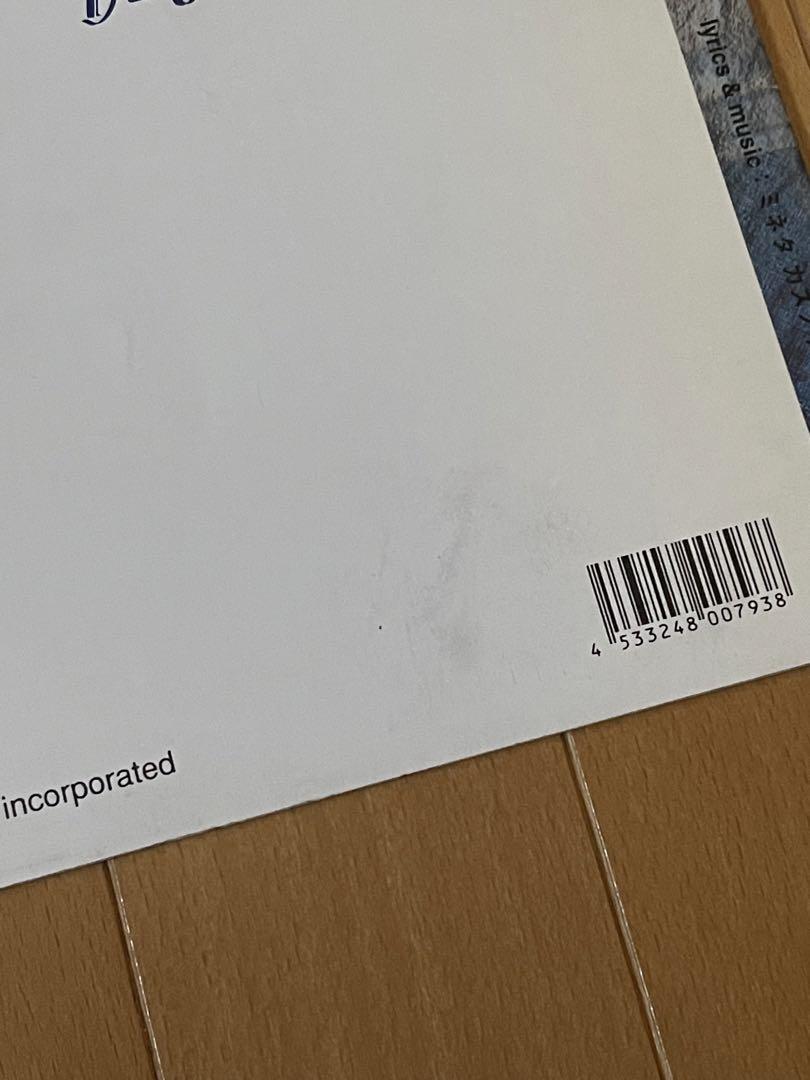 lyrics & music : ミネタカズ
incorporated
4 533248 007938